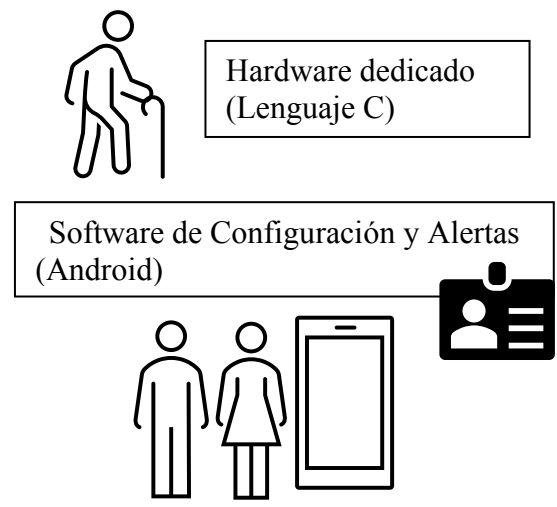 Hardware dedicado
(Lenguaje C)
Software de Configuración y Alertas
(Android)